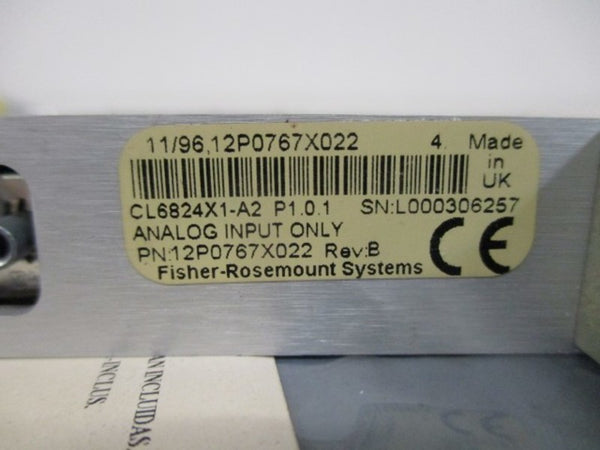 11/96,12P0767X022 4. Made
in
UK
CL6824X1-A2 P1.0.1 SN:L000306257
ANALOG INPUT ONLY
PN:12P0767X022 Rev:B
Fisher-Rosemount Systems
CE
AN INCLUIDAS.
-INCLUS.